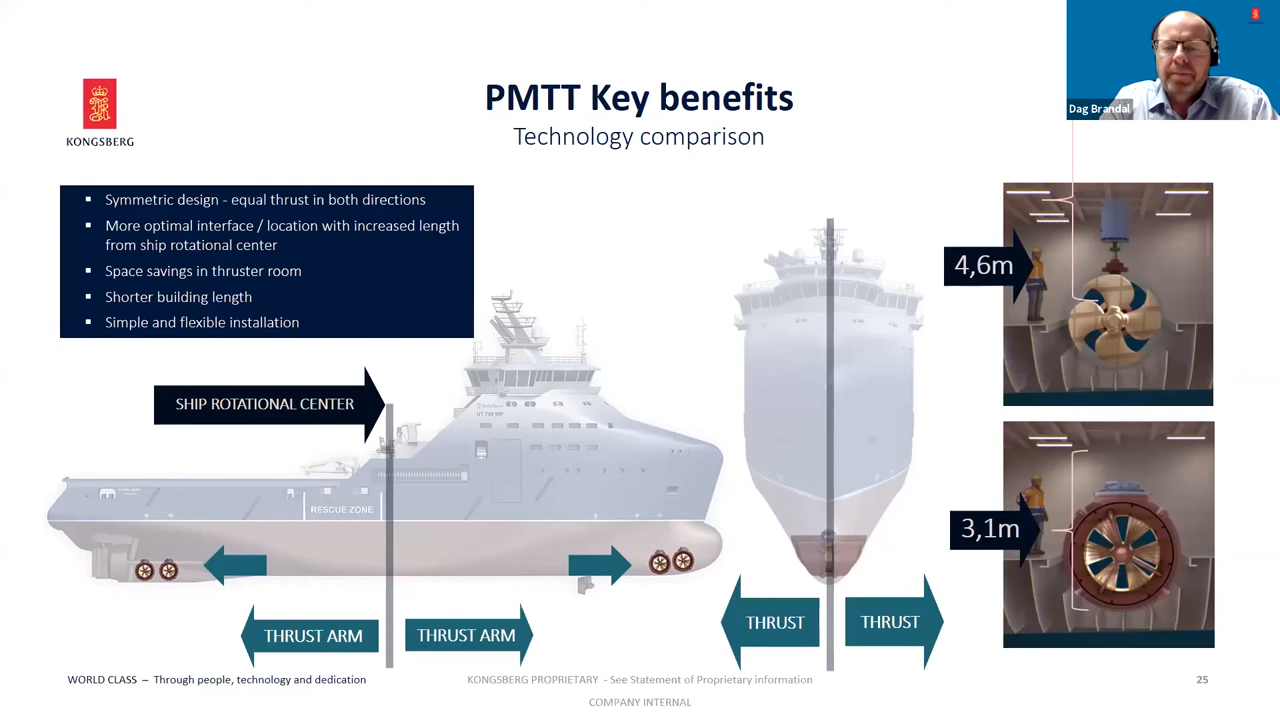 Dag Brandal
KONGSBERG
PMTT Key benefits
Technology comparison
Symmetric design - equal thrust in both directions
More optimal interface / location with increased length
from ship rotational center
Space savings in thruster room
Shorter building length
Simple and flexible installation
SHIP ROTATIONAL CENTER
UT 786 WP
RESCUE ZONE
THRUST ARM
THRUST ARM
THRUST
THRUST
4,6m
3,1m
WORLD CLASS – Through people, technology and dedication
KONGSBERG PROPRIETARY - See Statement of Proprietary information
25
COMPANY INTERNAL